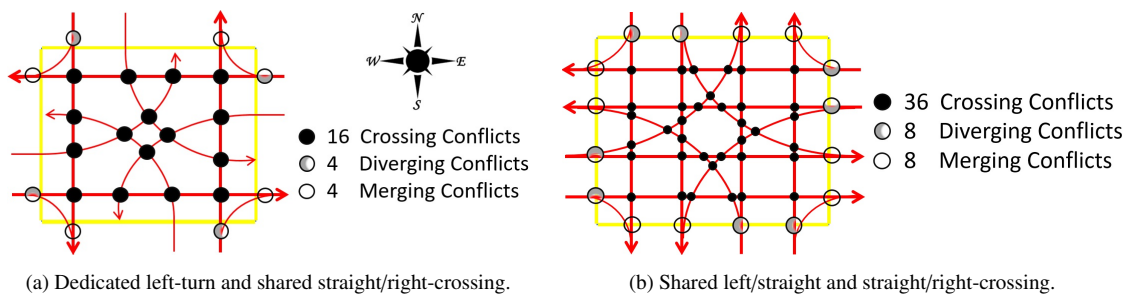 N
W E
S
16 Crossing Conflicts
4 Diverging Conflicts
4 Merging Conflicts
36 Crossing Conflicts
8 Diverging Conflicts
8 Merging Conflicts
(a) Dedicated left-turn and shared straight/right-crossing.
(b) Shared left/straight and straight/right-crossing.